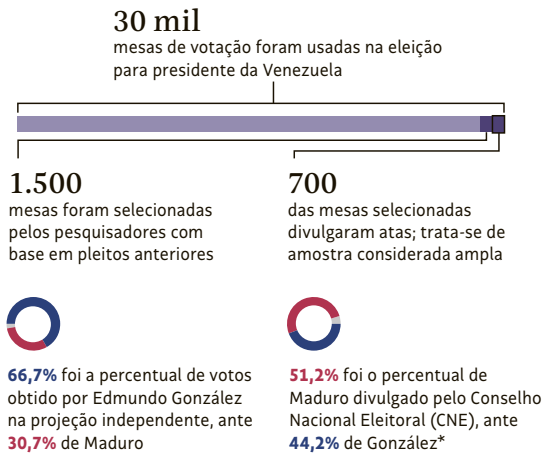 30 mil
mesas de votação foram usadas na eleição
para presidente da Venezuela
1.500
mesas foram selecionadas
pelos pesquisadores com
base em pleitos anteriores
700
das mesas selecionadas
divulgaram atas; trata-se de
amostra considerada ampla
66,7% foi a percentual de votos
obtido por Edmundo González
na projeção independente, ante
30,7% de Maduro
51,2% foi o percentual de
Maduro divulgado pelo Conselho
Nacional Eleitoral (CNE), ante
44,2% de González*